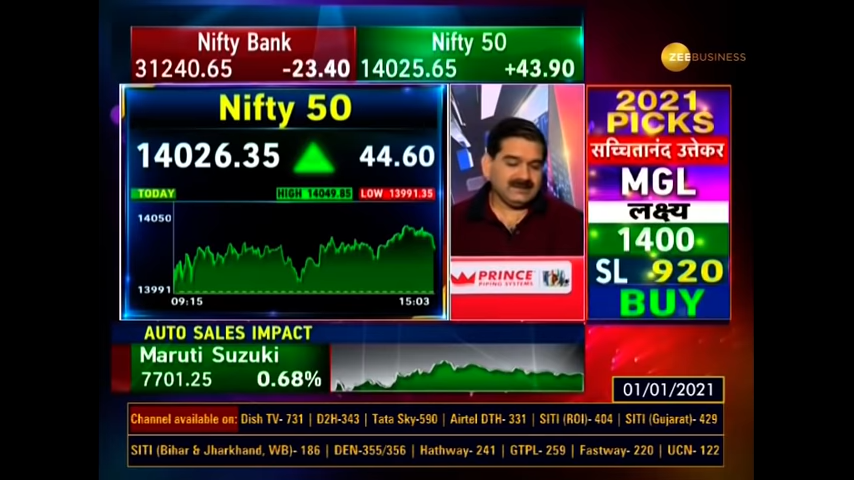 Nifty Bank
31240.65 -23.40
Nifty 50
14025.65 +43.90
ZEE BUSINESS
Nifty 50
14026.35 44.60
TODAY HIGH 14049.85 LOW 13991.35
14050
13991
09:15 15:03
PRINCE
PIPING SYSTEMS
2021
PICKS
सच्चितानंद उत्तेकर
MGL
लक्ष्य
1400
SL 920
BUY
AUTO SALES IMPACT
Maruti Suzuki
7701.25 0.68%
01/01/2021
Channel available on: Dish TV- 731 | D2H-343 | Tata Sky-590 | Airtel DTH- 331 | SITI (ROI)- 404 | SITI (Gujarat)- 429
SITI (Bihar & Jharkhand, WB)- 186 | DEN-355/356 | Hathway- 241 | GTPL- 259 | Fastway- 220 | UCN- 122